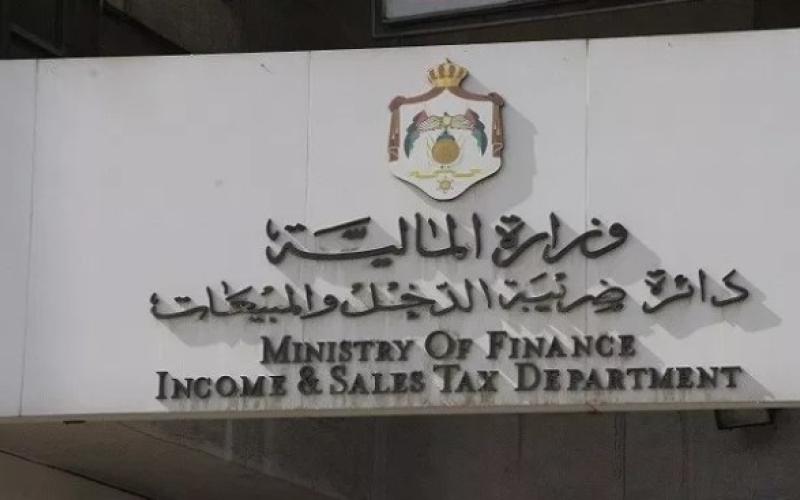 وزارة المالية
دائرة ضريبة الدخل والمبيعات
MINISTRY OF FINANCE
INCOME & SALES TAX DEPARTMENT